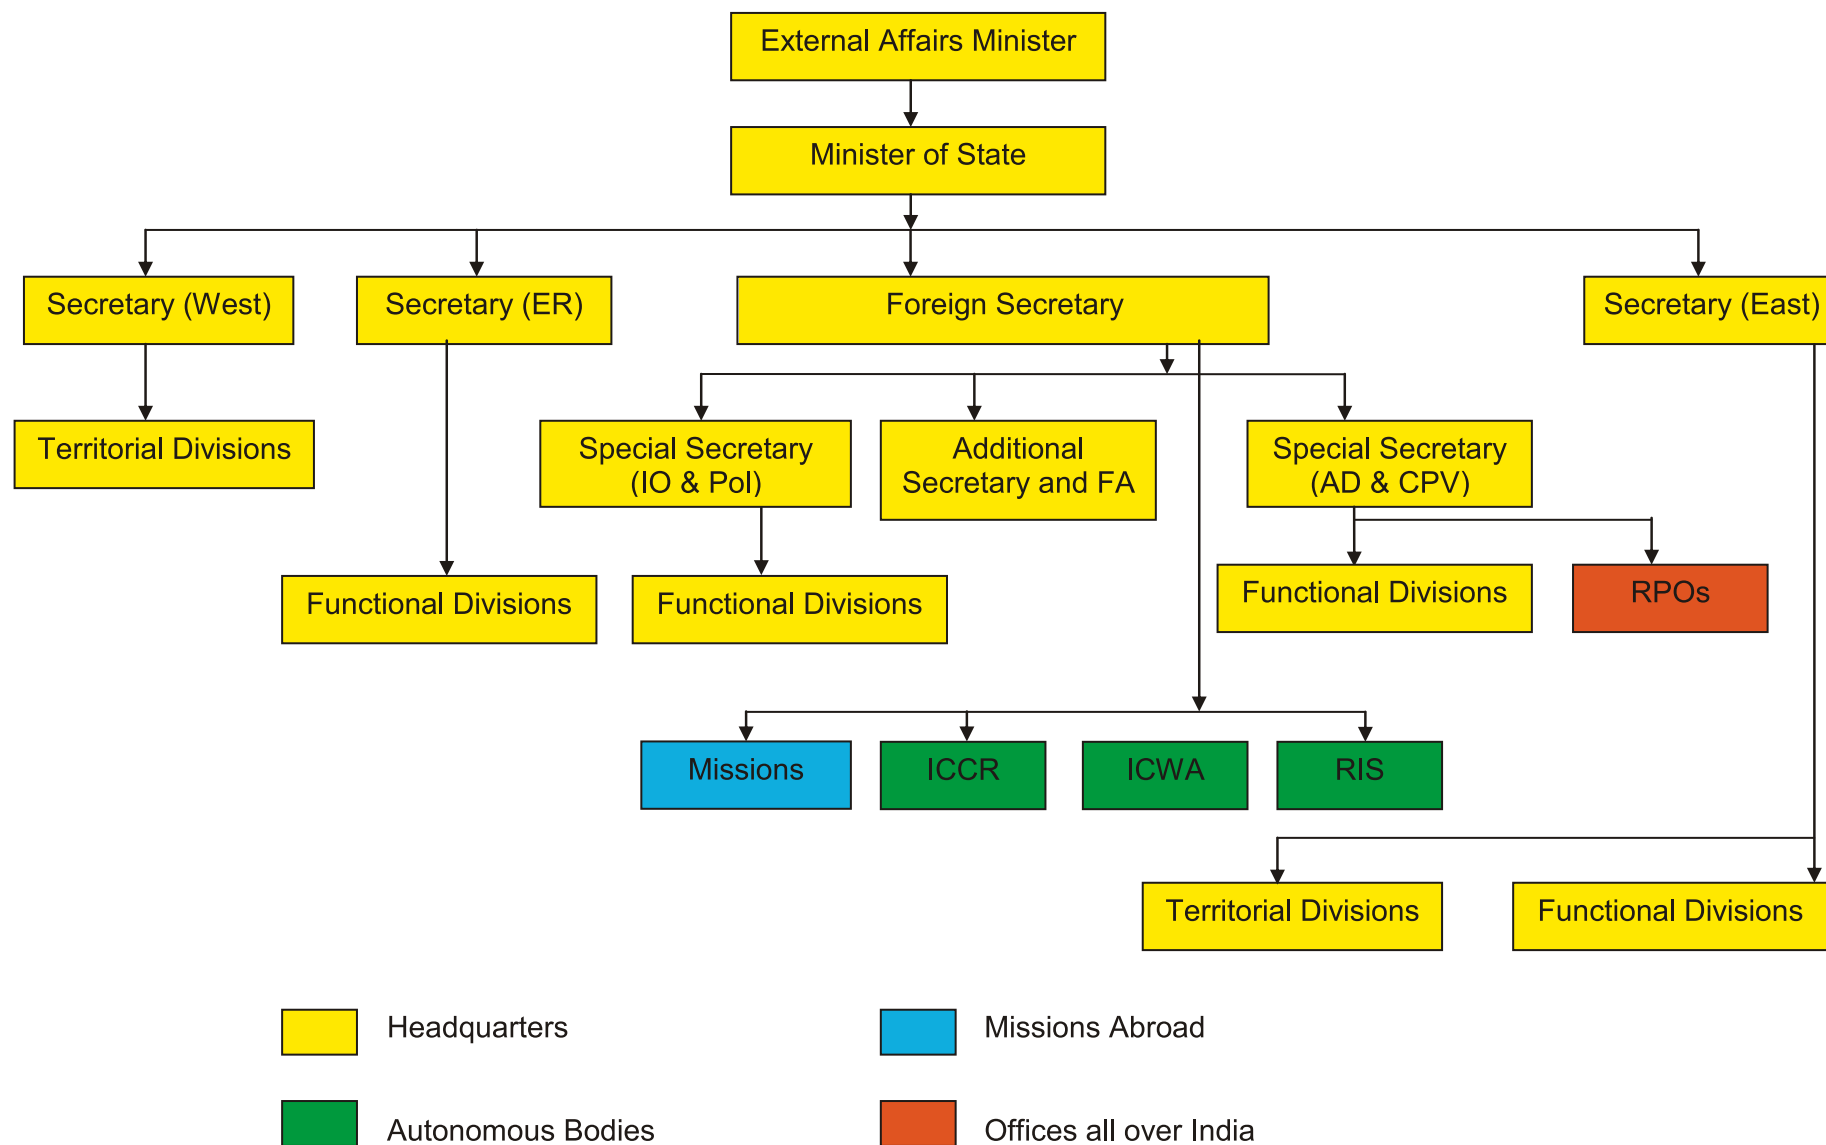 External Affairs Minister
Minister of State
Secretary (West)
Secretary (ER)
Foreign Secretary
Secretary (East)
Territorial Divisions
Special Secretary
(IO & Pol)
Additional
Secretary and FA
Special Secretary
(AD & CPV)
Functional Divisions
Functional Divisions
Functional Divisions
RPOs
Missions
ICCR
ICWA
RIS
Territorial Divisions
Functional Divisions
Headquarters
Missions Abroad
Autonomous Bodies
Offices all over India